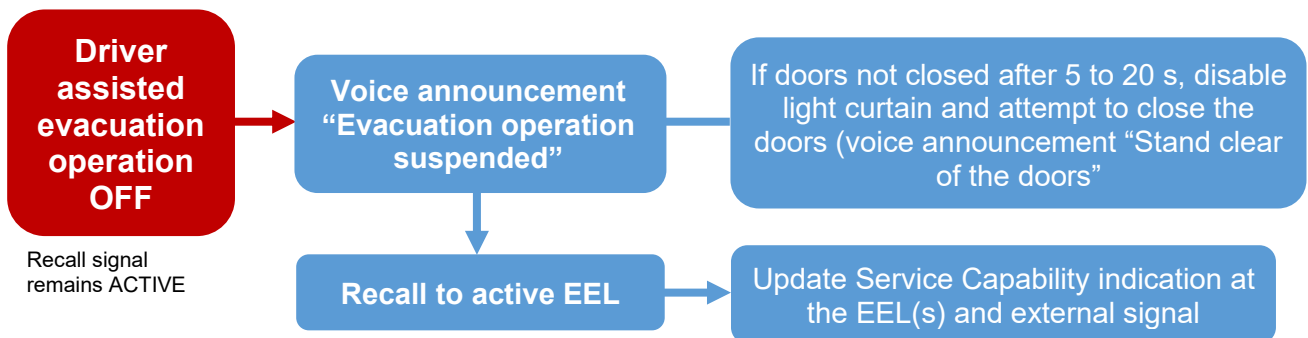 Driver
assisted
evacuation
operation
OFF
Recall signal
remains ACTIVE
Voice announcement
“Evacuation operation
suspended”
If doors not closed after 5 to 20 s, disable
light curtain and attempt to close the
doors (voice announcement “Stand clear
of the doors”
Recall to active EEL
Update Service Capability indication at
the EEL(s) and external signal